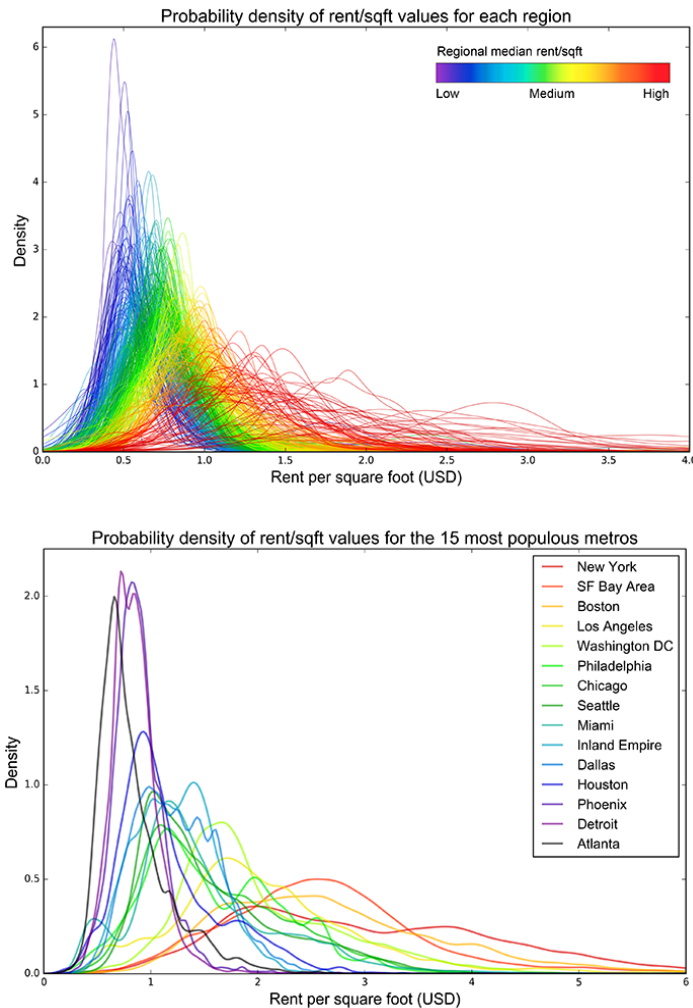 Probability density of rent/sqft values for each region
Regional median rent/sqft
Low Medium High
6
5
4
3
2
1
0
Density
0.0 0.5 1.0 1.5 2.0 2.5 3.0 3.5 4.0
Rent per square foot (USD)
Probability density of rent/sqft values for the 15 most populous metros
New York
SF Bay Area
Boston
Los Angeles
Washington DC
Philadelphia
Chicago
Seattle
Miami
Inland Empire
Dallas
Houston
Phoenix
Detroit
Atlanta
2.0
1.5
1.0
0.5
0.0
Density
0 1 2 3 4 5 6
Rent per square foot (USD)